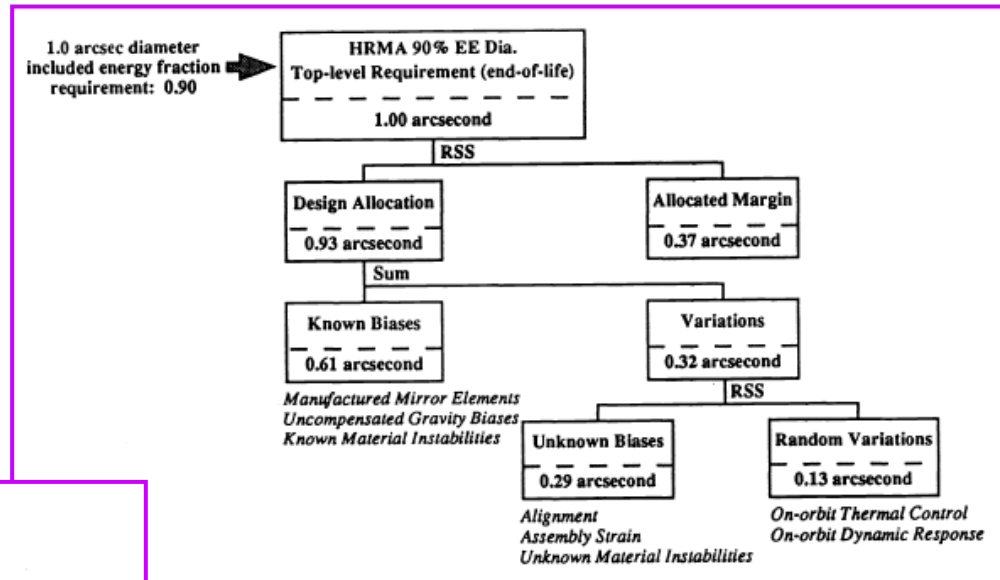 1.0 arcsec diameter
included energy fraction
requirement: 0.90
HRMA 90% EE Dia.
Top-level Requirement (end-of-life)
1.00 arcsecond
RSS
Design Allocation
0.93 arcsecond
Allocated Margin
0.37 arcsecond
Sum
Known Biases
0.61 arcsecond
Manufactured Mirror Elements
Uncompensated Gravity Biases
Known Material Instabilities
Variations
0.32 arcsecond
RSS
Unknown Biases
0.29 arcsecond
Alignment
Assembly Strain
Unknown Material Instabilities
Random Variations
0.13 arcsecond
On-orbit Thermal Control
On-orbit Dynamic Response